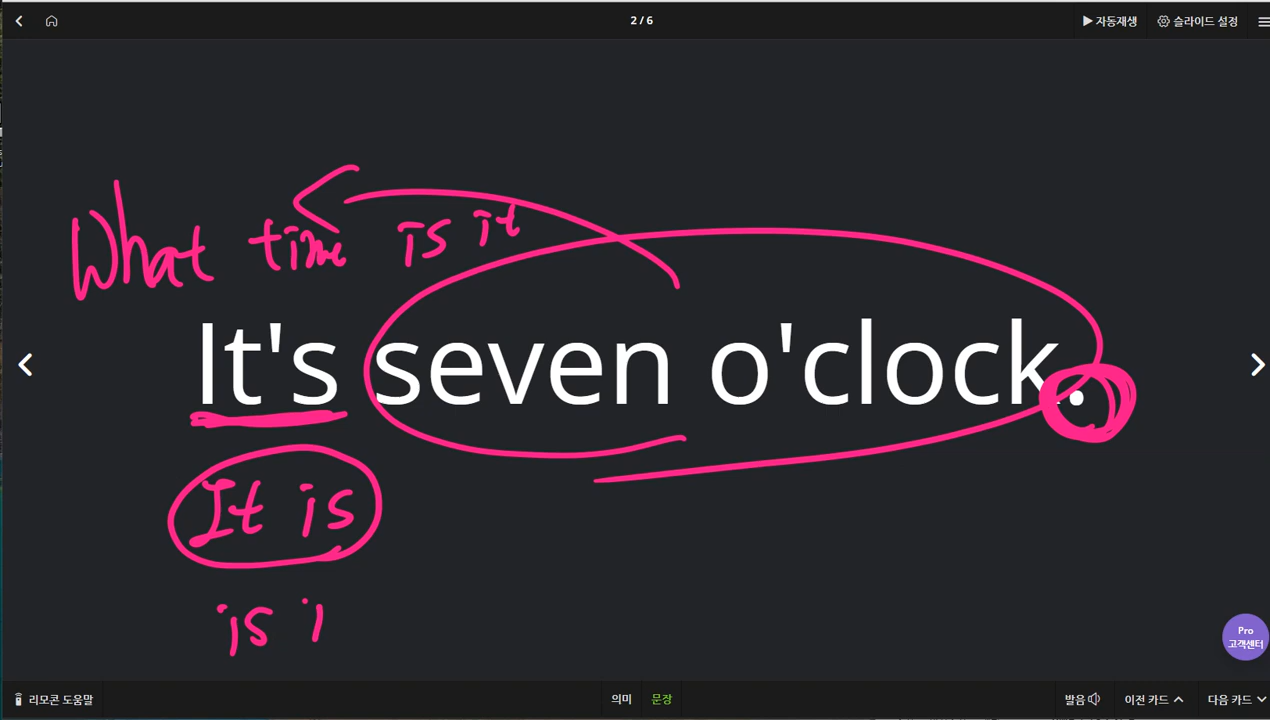 2 / 6
자동재생
슬라이드 설정
What time is it
It's seven o'clock.
It is
is i
Pro
고객센터
리모콘 도움말
의미
문장
발음
이전 카드
다음 카드